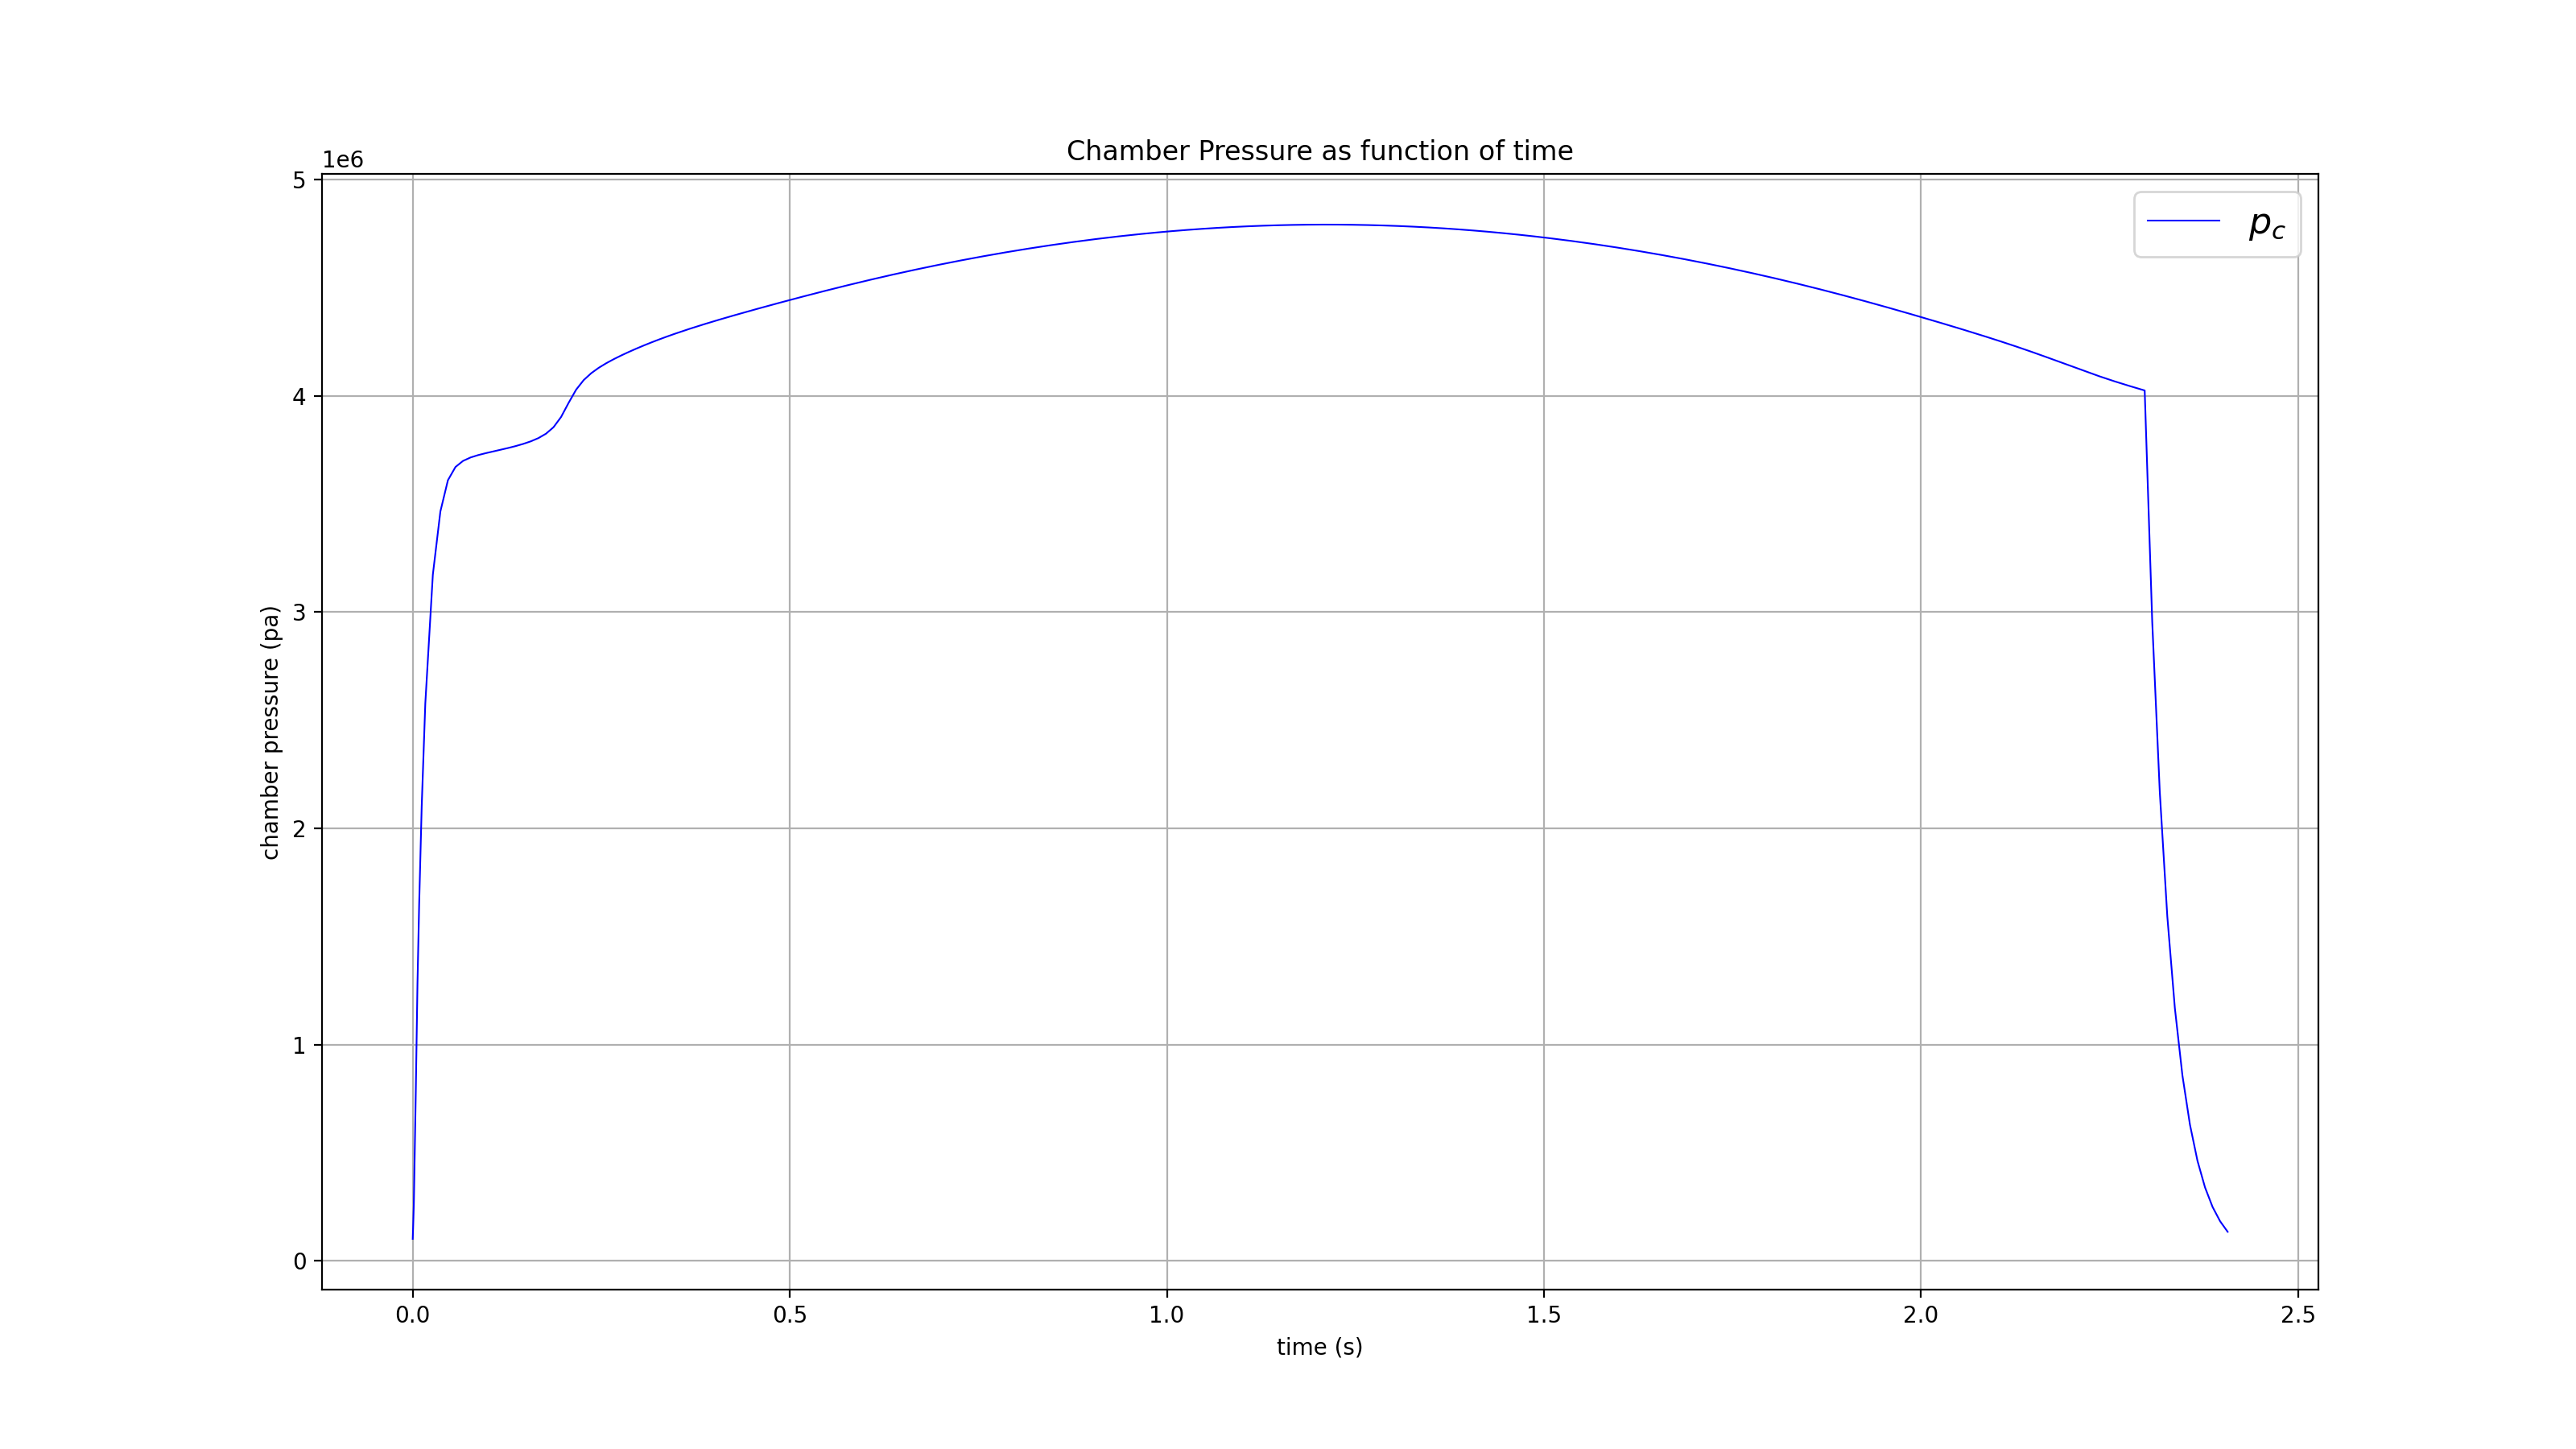 Chamber Pressure as function of time
1e6
5
4
3
2
1
0
chamber pressure (pa)
p_c
0.0 0.5 1.0 1.5 2.0 2.5
time (s)